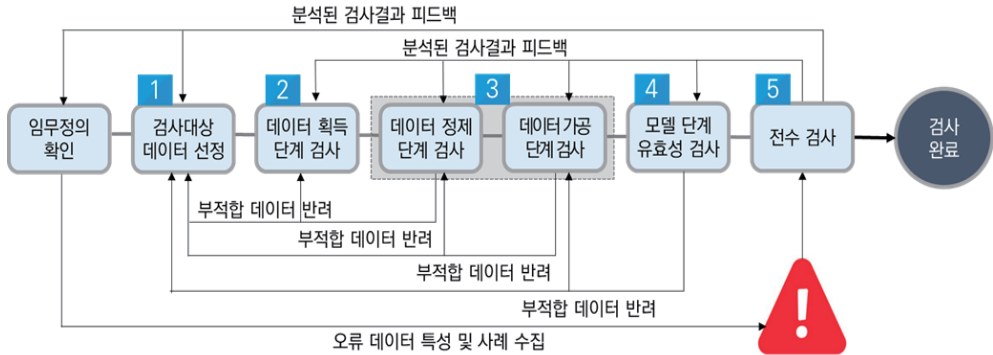 분석된 검사결과 피드백
분석된 검사결과 피드백
1
2
3
4
5
임무정의
확인
검사대상
데이터 선정
데이터 획득
단계 검사
데이터 정제
단계 검사
데이터 가공
단계 검사
모델 단계
유효성 검사
전수 검사
검사
완료
부적합 데이터 반려
부적합 데이터 반려
부적합 데이터 반려
부적합 데이터 반려
!
오류 데이터 특성 및 사례 수집